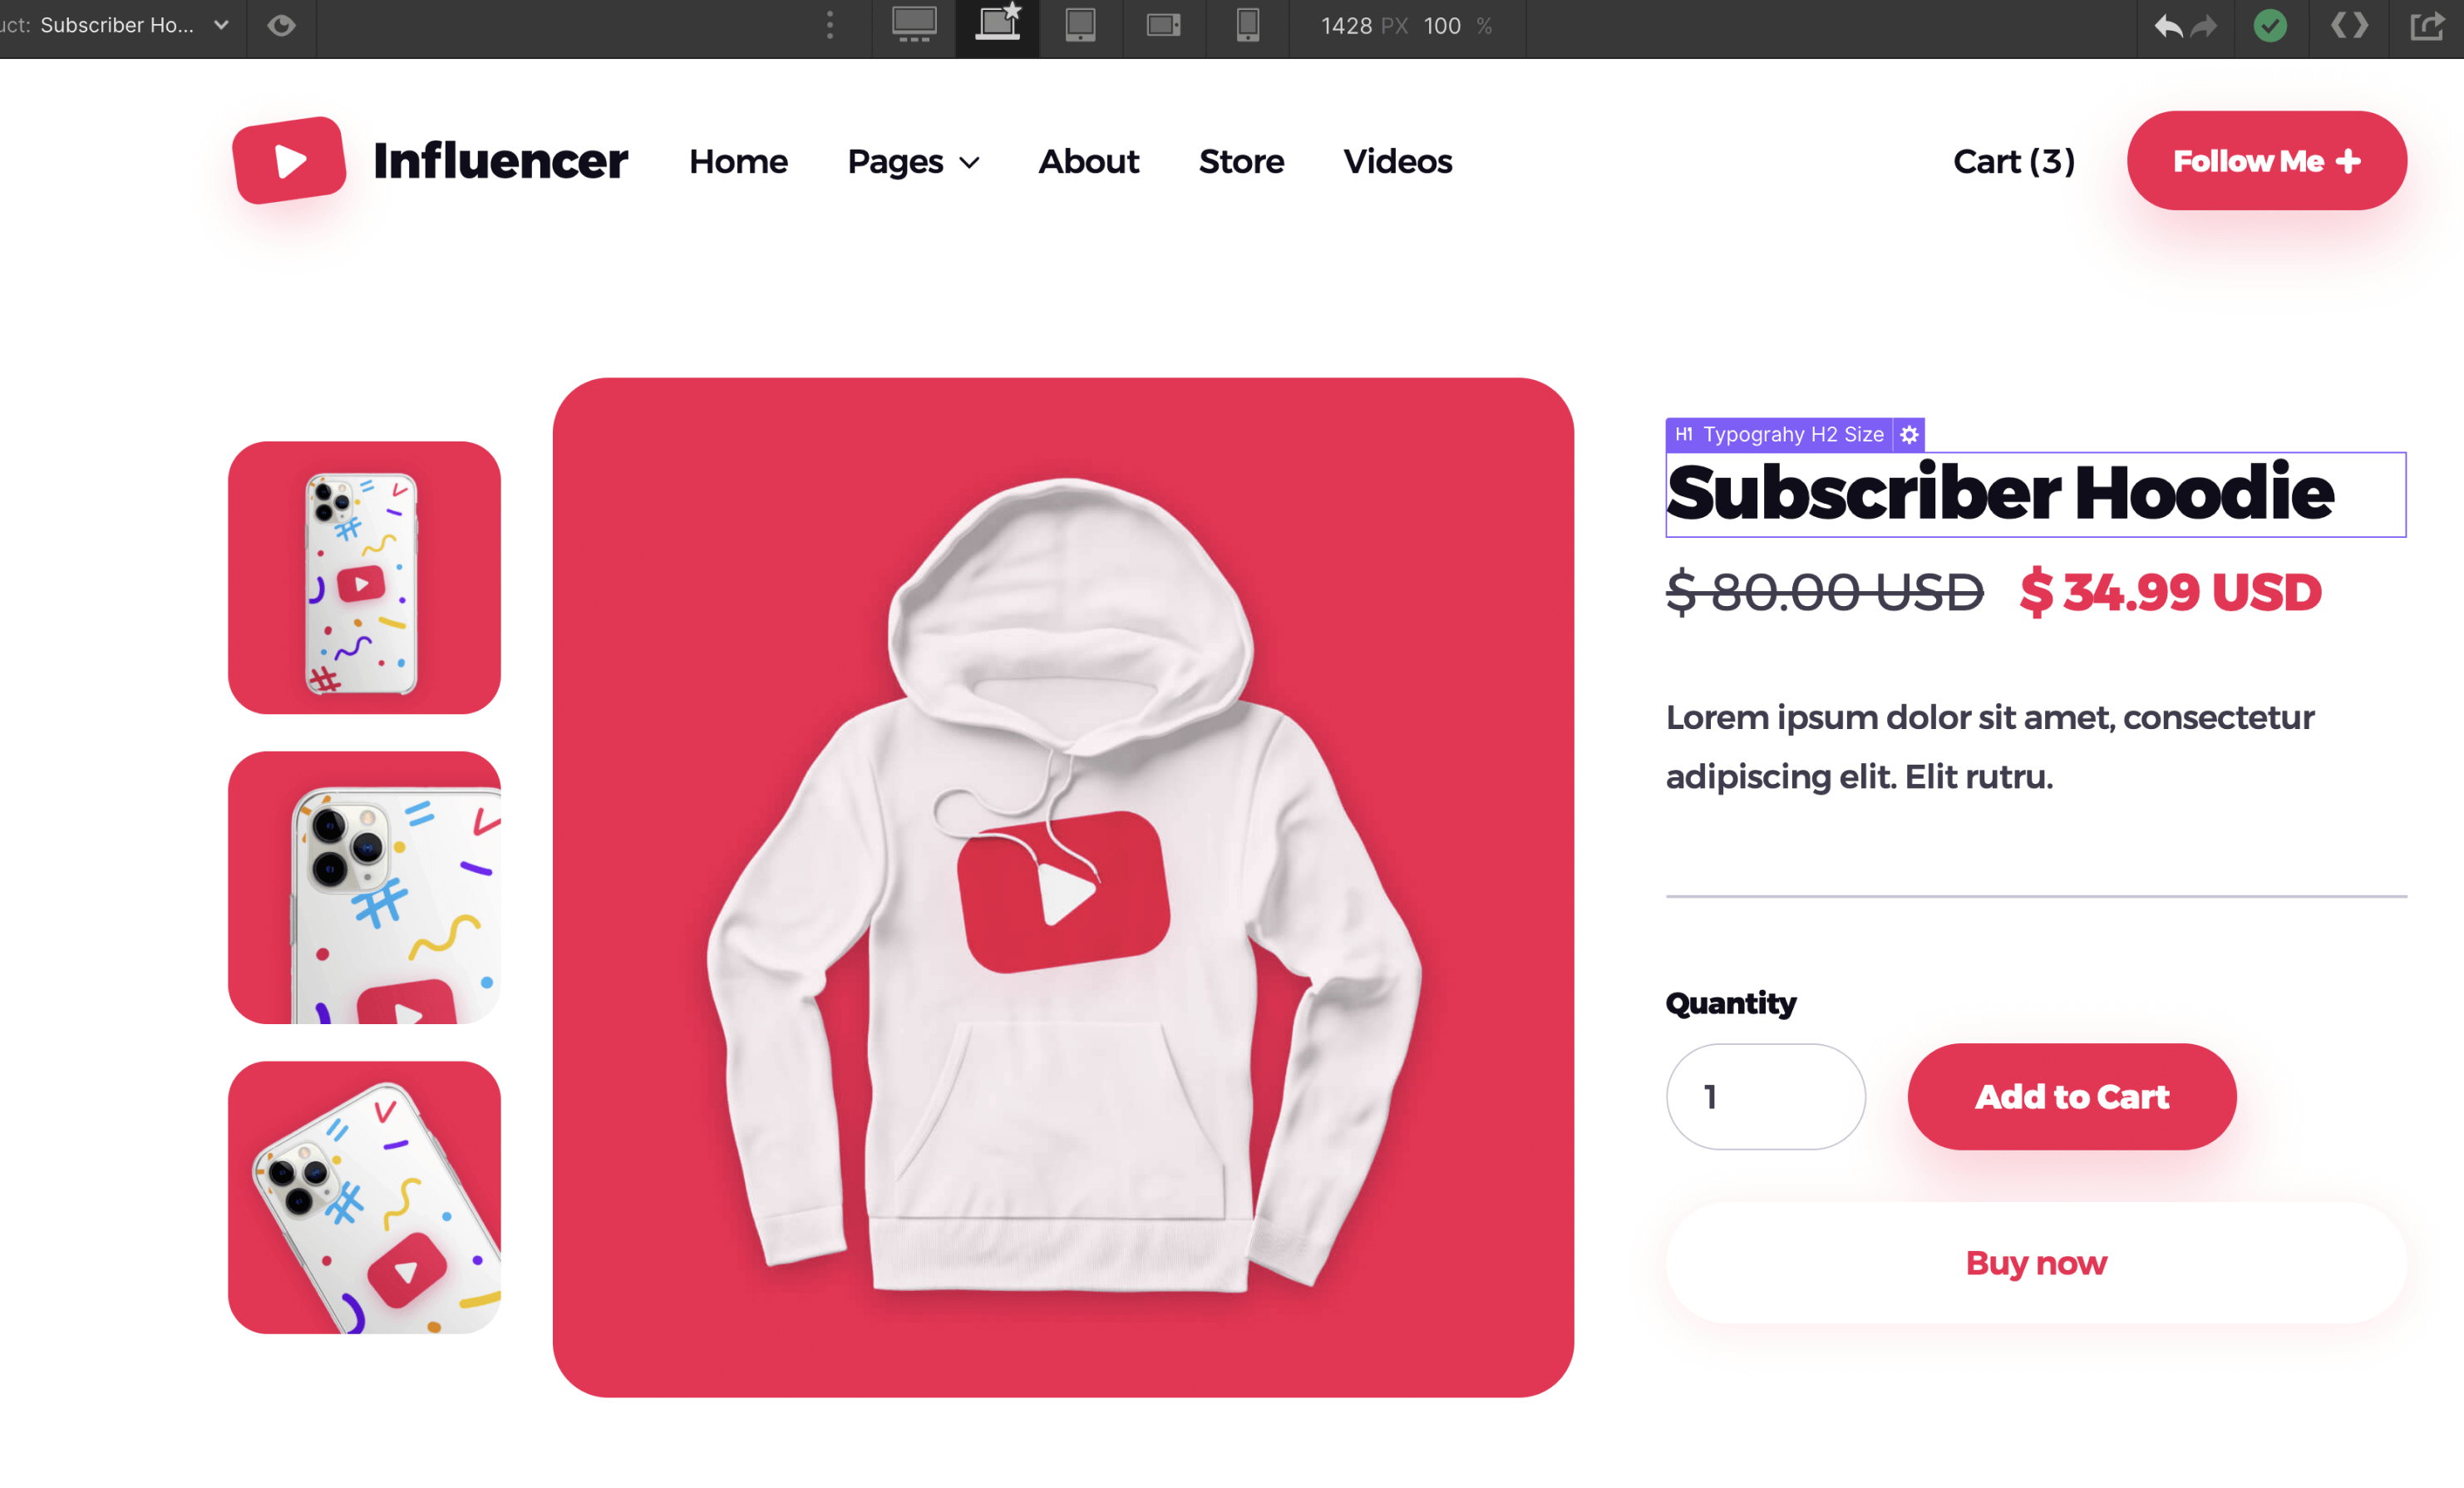 uct: Subscriber Ho...
1428 PX 100 %
Influencer
Home
Pages
About
Store
Videos
Cart (3)
Follow Me +
H1 Typograhy H2 Size
Subscriber Hoodie
$ 80.00 USD
$ 34.99 USD
Lorem ipsum dolor sit amet, consectetur
adipiscing elit. Elit rutru.
Quantity
1
Add to Cart
Buy now